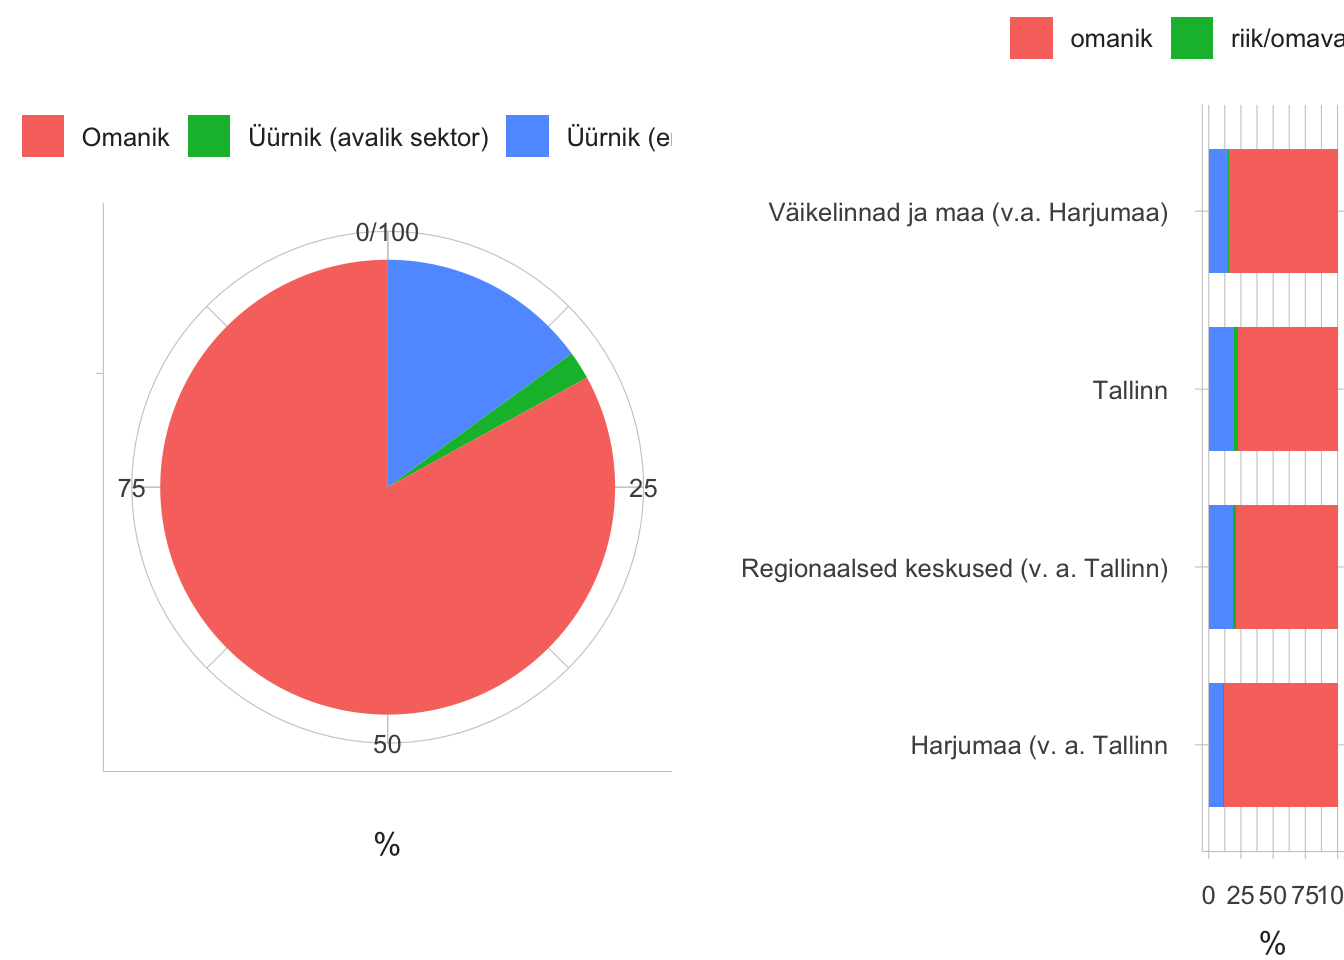 Omanik Üürnik (avalik sektor) Üürnik (er
0/100
75
25
50
%
omanik riik/omava
Väikelinnad ja maa (v.a. Harjumaa)
Tallinn
Regionaalsed keskused (v. a. Tallinn)
Harjumaa (v. a. Tallinn
0 25 50 75 10
%